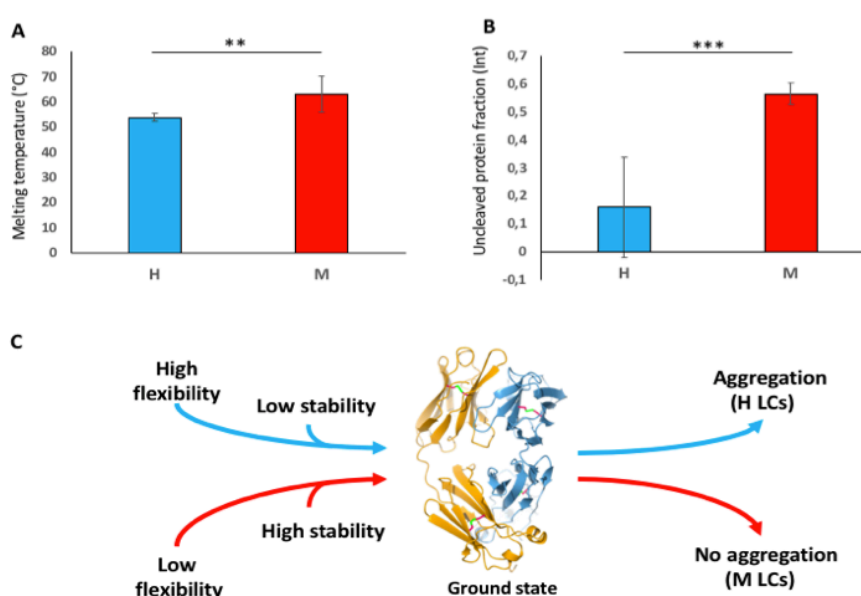 A
**
Melting temperature (°C)
80
70
60
50
40
30
20
10
0
H
M
B
***
Uncleaved protein fraction (Int)
0,7
0,6
0,5
0,4
0,3
0,2
0,1
0
-0,1
H
M
C
High
flexibility
Low stability
High stability
Low
flexibility
Ground state
Aggregation
(H LCs)
No aggregation
(M LCs)